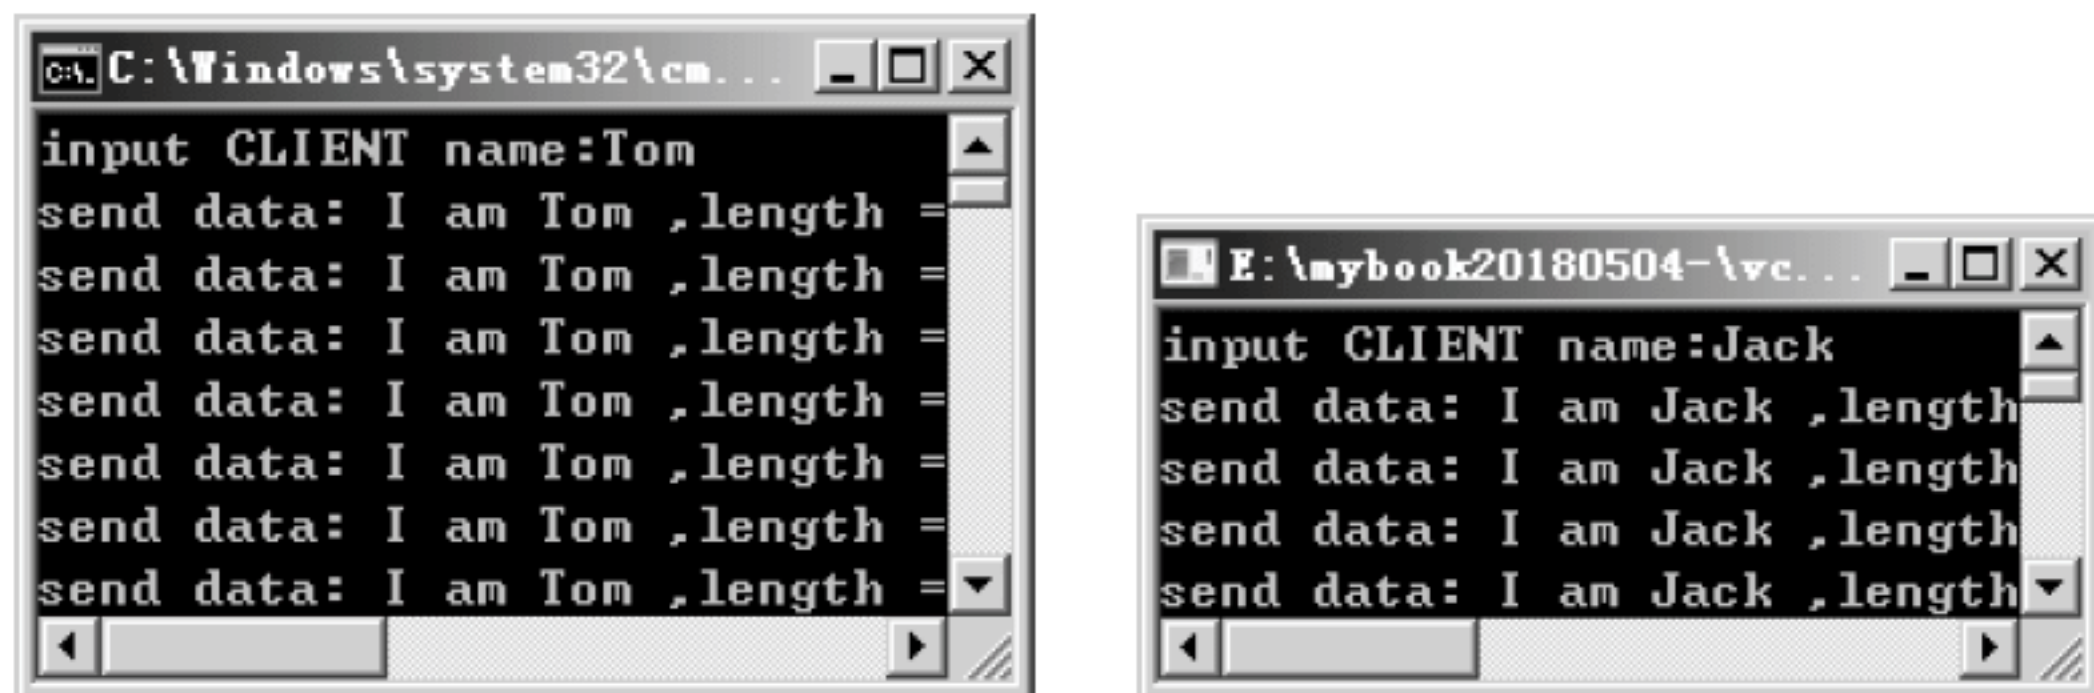 C:\Windows\system32\cm...
input CLIENT name:Tom
send data: I am Tom ,length =
send data: I am Tom ,length =
send data: I am Tom ,length =
send data: I am Tom ,length =
send data: I am Tom ,length =
send data: I am Tom ,length =
send data: I am Tom ,length =
E:\mybook20180504-\vc...
input CLIENT name:Jack
send data: I am Jack ,length
send data: I am Jack ,length
send data: I am Jack ,length
send data: I am Jack ,length